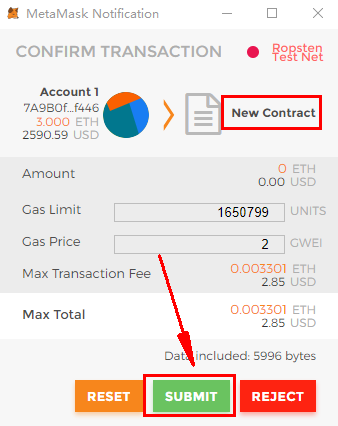 MetaMask Notification
CONFIRM TRANSACTION
Ropsten
Test Net
Account 1
7A9B0f...f446
3.000 ETH
2590.59 USD
New Contract
Amount
0 ETH
0.00 USD
Gas Limit
1650799 UNITS
Gas Price
2 GWEI
Max Transaction Fee
0.003301 ETH
2.85 USD
Max Total
0.003301 ETH
2.85 USD
Data included: 5996 bytes
RESET
SUBMIT
REJECT